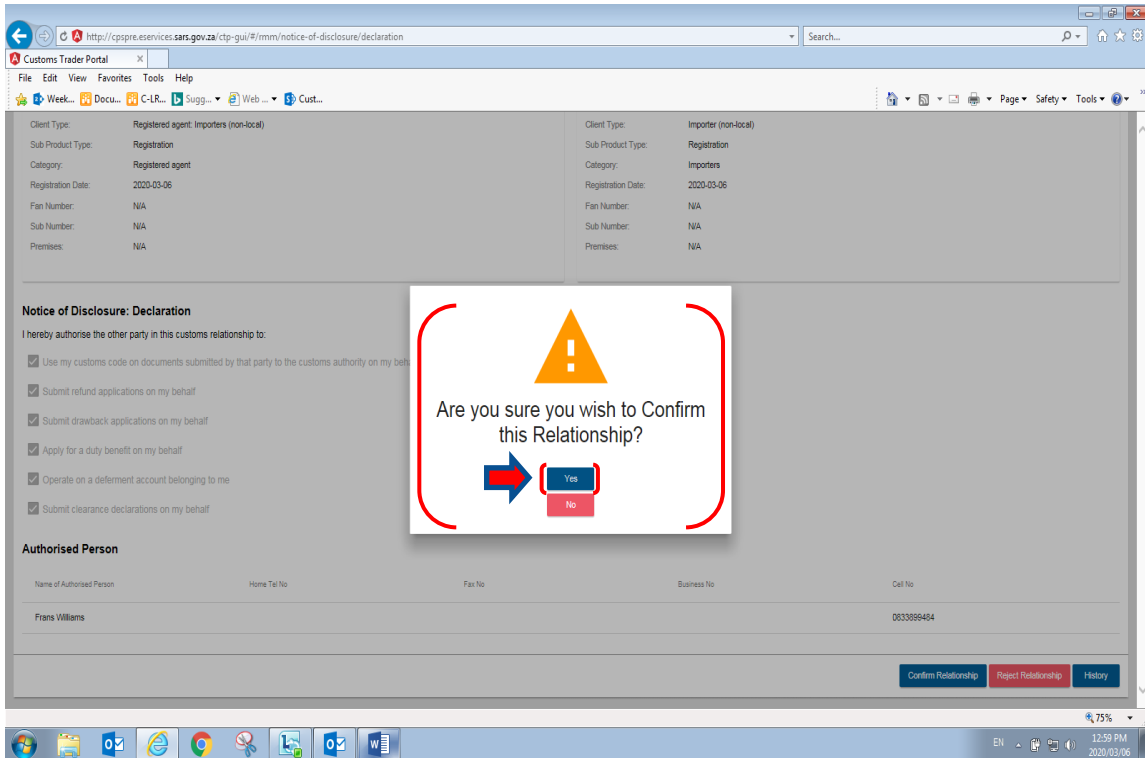 http://cpspre.eservices.sars.gov.za/ctp-gui/#/rmm/notice-of-disclosure/declaration
Search...
Customs Trader Portal
File Edit View Favorites Tools Help
Week... Docu... C-LR... Sugg... Web ... Cust...
Page Safety Tools
Client Type: Registered agent: Importers (non-local)
Sub Product Type: Registration
Category: Registered agent
Registration Date: 2020-03-06
Fan Number: N/A
Sub Number: N/A
Premises: N/A
Client Type: Importer (non-local)
Sub Product Type: Registration
Category: Importers
Registration Date: 2020-03-06
Fan Number: N/A
Sub Number: N/A
Premises: N/A
Notice of Disclosure: Declaration
I hereby authorise the other party in this customs relationship to:
Use my customs code on documents submitted by that party to the customs authority on my beh
Submit refund applications on my behalf
Submit drawback applications on my behalf
Apply for a duty benefit on my behalf
Operate on a deferment account belonging to me
Submit clearance declarations on my behalf
Are you sure you wish to Confirm
this Relationship?
Yes
No
Authorised Person
Name of Authorised Person Home Tel No Fax No Business No Cell No
Frans Williams 0833899484
Confirm Relationship Reject Relationship History
75%
EN 12:59 PM
2020/03/06